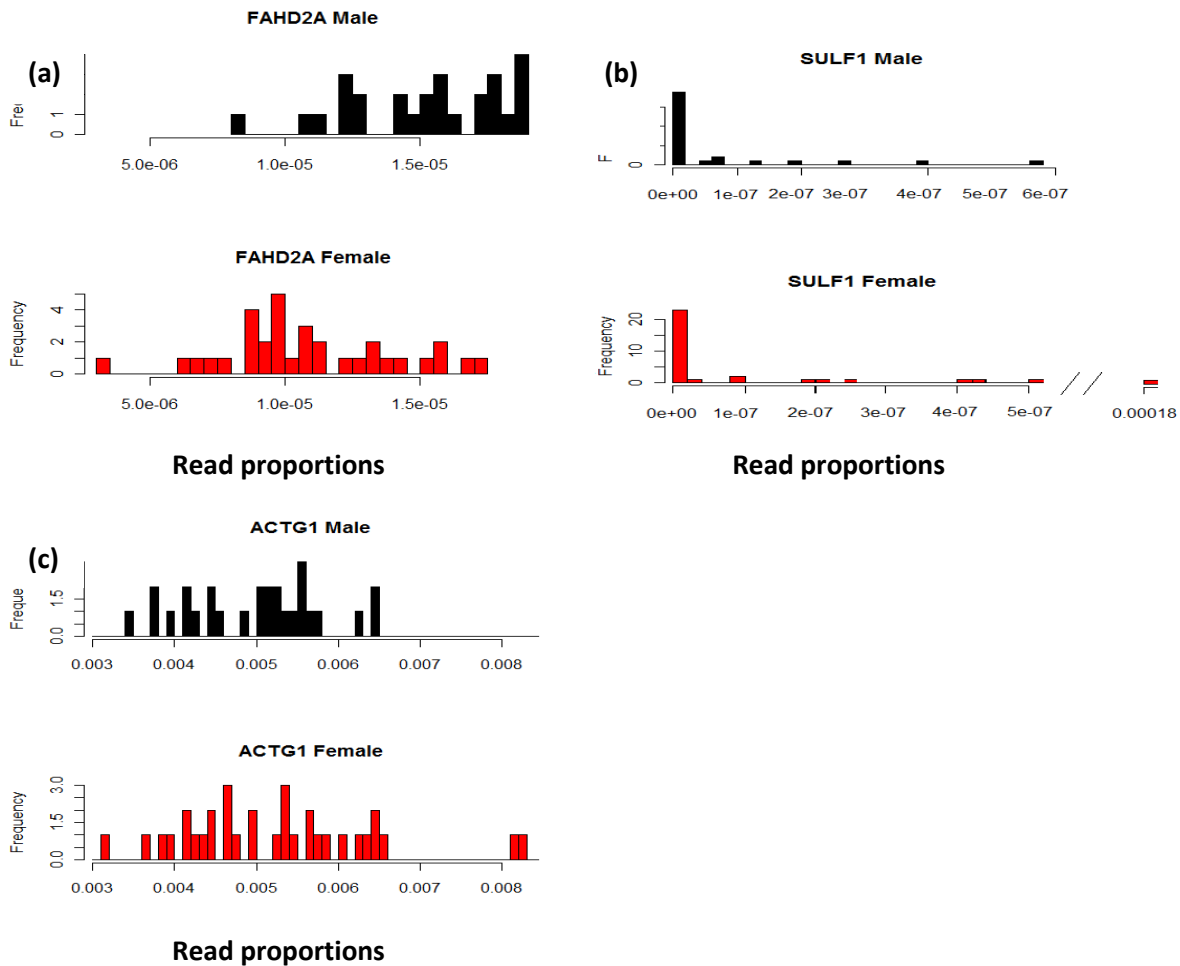 FAHD2A Male
(a)
Fre
1
0
5.0e-06 1.0e-05 1.5e-05
FAHD2A Female
Frequency
4
2
0
5.0e-06 1.0e-05 1.5e-05
Read proportions
(b)
SULF1 Male
F
0
0e+00 1e-07 2e-07 3e-07 4e-07 5e-07 6e-07
SULF1 Female
Frequency
20
10
0
0e+00 1e-07 2e-07 3e-07 4e-07 5e-07 0.00018
Read proportions
ACTG1 Male
(c)
Freque
1.5
0.0
0.003 0.004 0.005 0.006 0.007 0.008
ACTG1 Female
Frequency
3.0
1.5
0.0
0.003 0.004 0.005 0.006 0.007 0.008
Read proportions